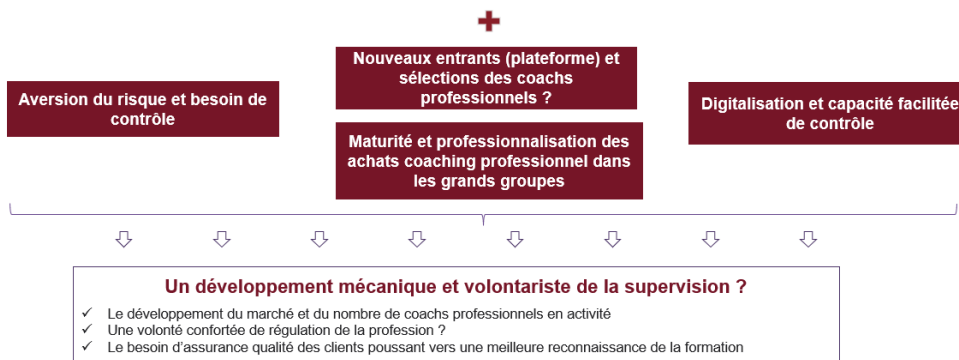 Nouveaux entrants (plateforme) et
sélections des coachs
professionnels ?
Aversion du risque et besoin de
contrôle
Digitalisation et capacité facilitée
de contrôle
Maturité et professionnalisation des
achats coaching professionnel dans
les grands groupes
Un développement mécanique et volontariste de la supervision ?
✓ Le développement du marché et du nombre de coachs professionnels en activité
✓ Une volonté confortée de régulation de la profession ?
✓ Le besoin d'assurance qualité des clients poussant vers une meilleure reconnaissance de la formation